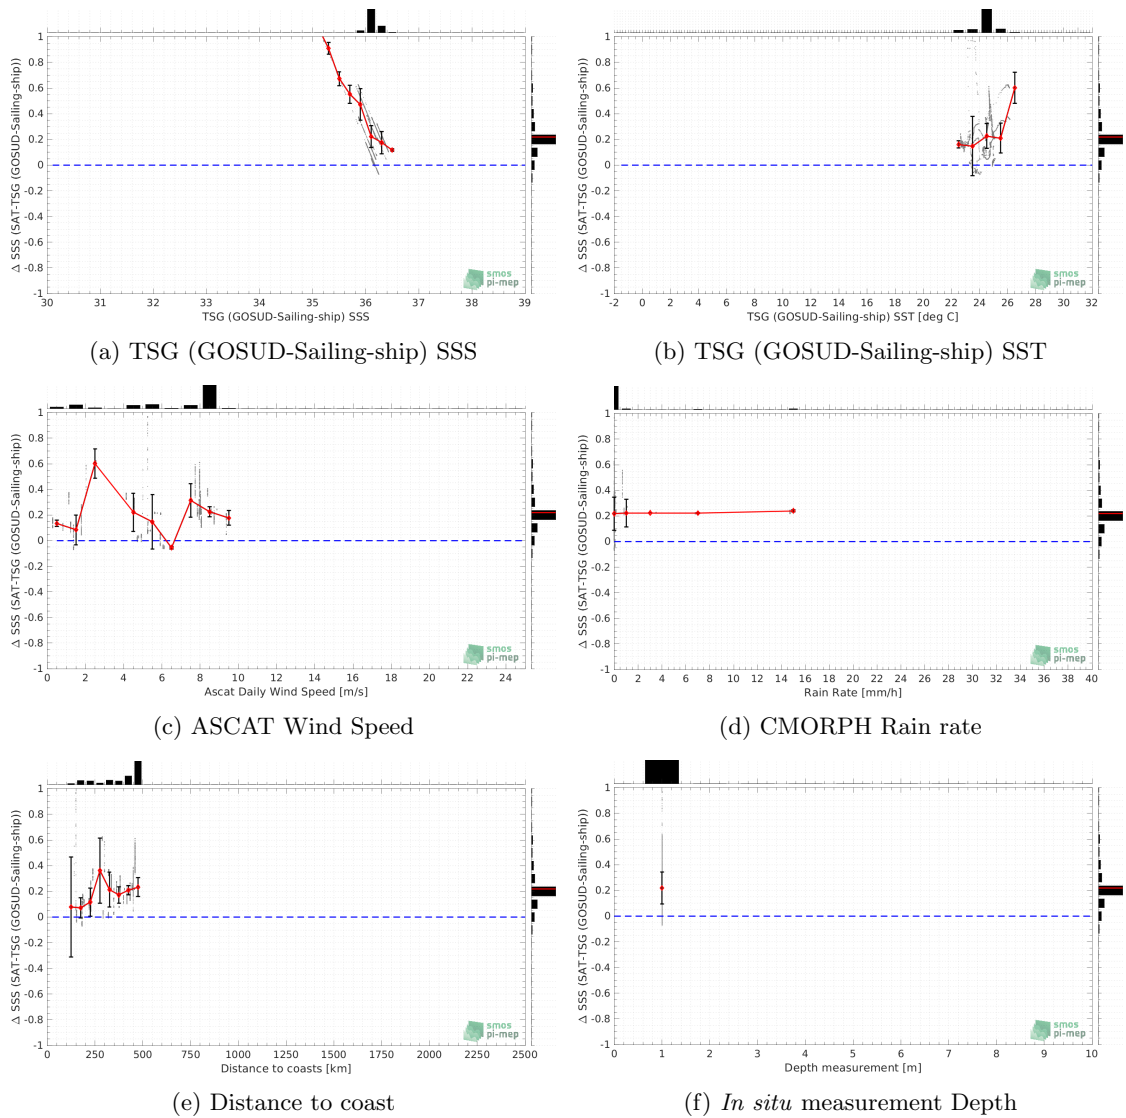 Δ SSS (SAT-TSG (GOSUD-Sailing-ship))
1
0.8
0.6
0.4
0.2
0
-0.2
-0.4
-0.6
-0.8
-1
30 31 32 33 34 35 36 37 38 39
TSG (GOSUD-Sailing-ship) SSS
smos
pi-mep
(a) TSG (GOSUD-Sailing-ship) SSS
Δ SSS (SAT-TSG (GOSUD-Sailing-ship))
1
0.8
0.6
0.4
0.2
0
-0.2
-0.4
-0.6
-0.8
-1
-2 0 2 4 6 8 10 12 14 16 18 20 22 24 26 28 30 32
TSG (GOSUD-Sailing-ship) SST [deg C]
smos
pi-mep
(b) TSG (GOSUD-Sailing-ship) SST
Δ SSS (SAT-TSG (GOSUD-Sailing-ship))
1
0.8
0.6
0.4
0.2
0
-0.2
-0.4
-0.6
-0.8
-1
0 2 4 6 8 10 12 14 16 18 20 22 24
Ascat Daily Wind Speed [m/s]
smos
pi-mep
(c) ASCAT Wind Speed
Δ SSS (SAT-TSG (GOSUD-Sailing-ship))
1
0.8
0.6
0.4
0.2
0
-0.2
-0.4
-0.6
-0.8
-1
0 2 4 6 8 10 12 14 16 18 20 22 24 26 28 30 32 34 36 38 40
Rain Rate [mm/h]
smos
pi-mep
(d) CMORPH Rain rate
Δ SSS (SAT-TSG (GOSUD-Sailing-ship))
1
0.8
0.6
0.4
0.2
0
-0.2
-0.4
-0.6
-0.8
-1
0 250 500 750 1000 1250 1500 1750 2000 2250 2500
Distance to coasts [km]
smos
pi-mep
(e) Distance to coast
Δ SSS (SAT-TSG (GOSUD-Sailing-ship))
1
0.8
0.6
0.4
0.2
0
-0.2
-0.4
-0.6
-0.8
-1
0 1 2 3 4 5 6 7 8 9 10
Depth measurement [m]
smos
pi-mep
(f) In situ measurement Depth